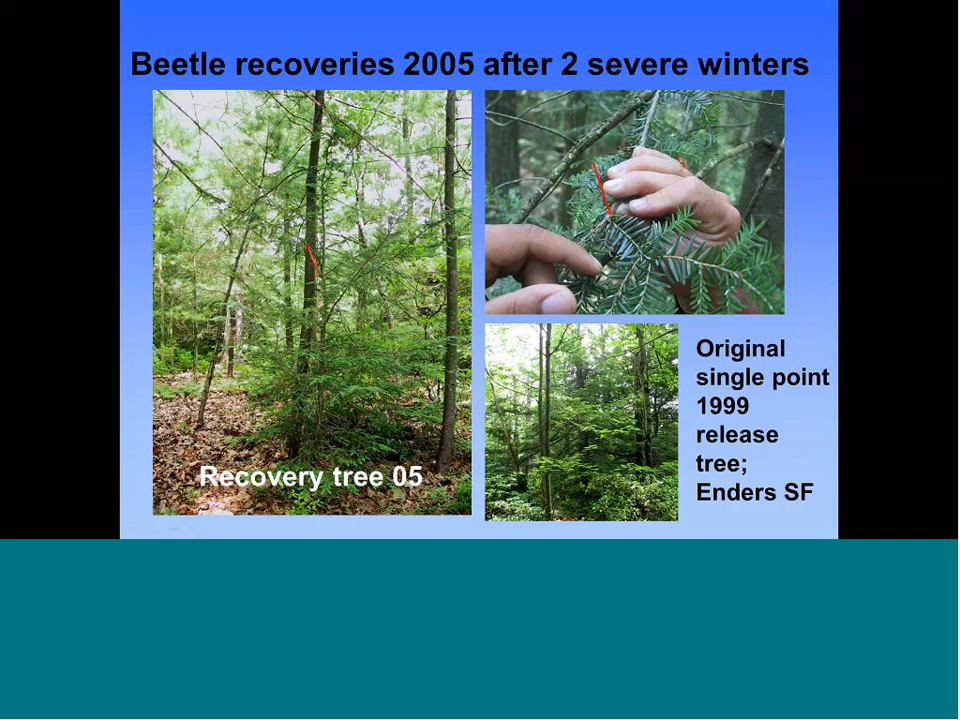 Beetle recoveries 2005 after 2 severe winters
Recovery tree 05
Original
single point
1999
release
tree;
Enders SF